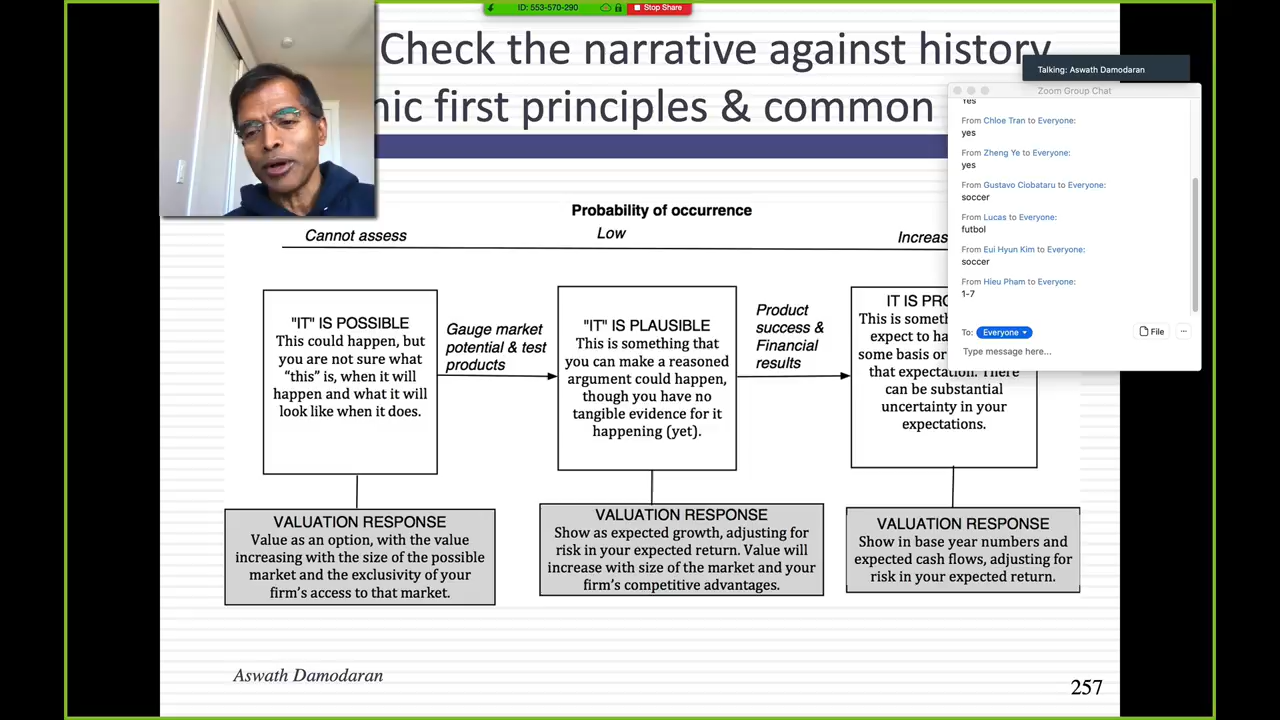 ID: 553-570-290
Stop Share
Check the narrative against history,
first principles & common
Talking: Aswath Damodaran
Zoom Group Chat
Yes
From Chloe Tran to Everyone:
yes
From Zheng Ye to Everyone:
yes
From Gustavo Ciobataru to Everyone:
soccer
From Lucas to Everyone:
futbol
From Eui Hyun Kim to Everyone:
soccer
From Hieu Pham to Everyone:
1-7
To: Everyone
File
...
Type message here...
Probability of occurrence
Cannot assess
Low
"IT" IS POSSIBLE
This could happen, but
you are not sure what
“this” is, when it will
happen and what it will
look like when it does.
Gauge market
potential & test
products
"IT" IS PLAUSIBLE
This is something that
you can make a reasoned
argument could happen,
though you have no
tangible evidence for it
happening (yet).
Product
success &
Financial
results
IT IS
This is
expect to
some basis or
that expectation. There
can be substantial
uncertainty in your
expectations.
VALUATION RESPONSE
Value as an option, with the value
increasing with the size of the possible
market and the exclusivity of your
firm’s access to that market.
VALUATION RESPONSE
Show as expected growth, adjusting for
risk in your expected return. Value will
increase with size of the market and your
firm’s competitive advantages.
VALUATION RESPONSE
Show in base year numbers and
expected cash flows, adjusting for
risk in your expected return.
Aswath Damodaran
257